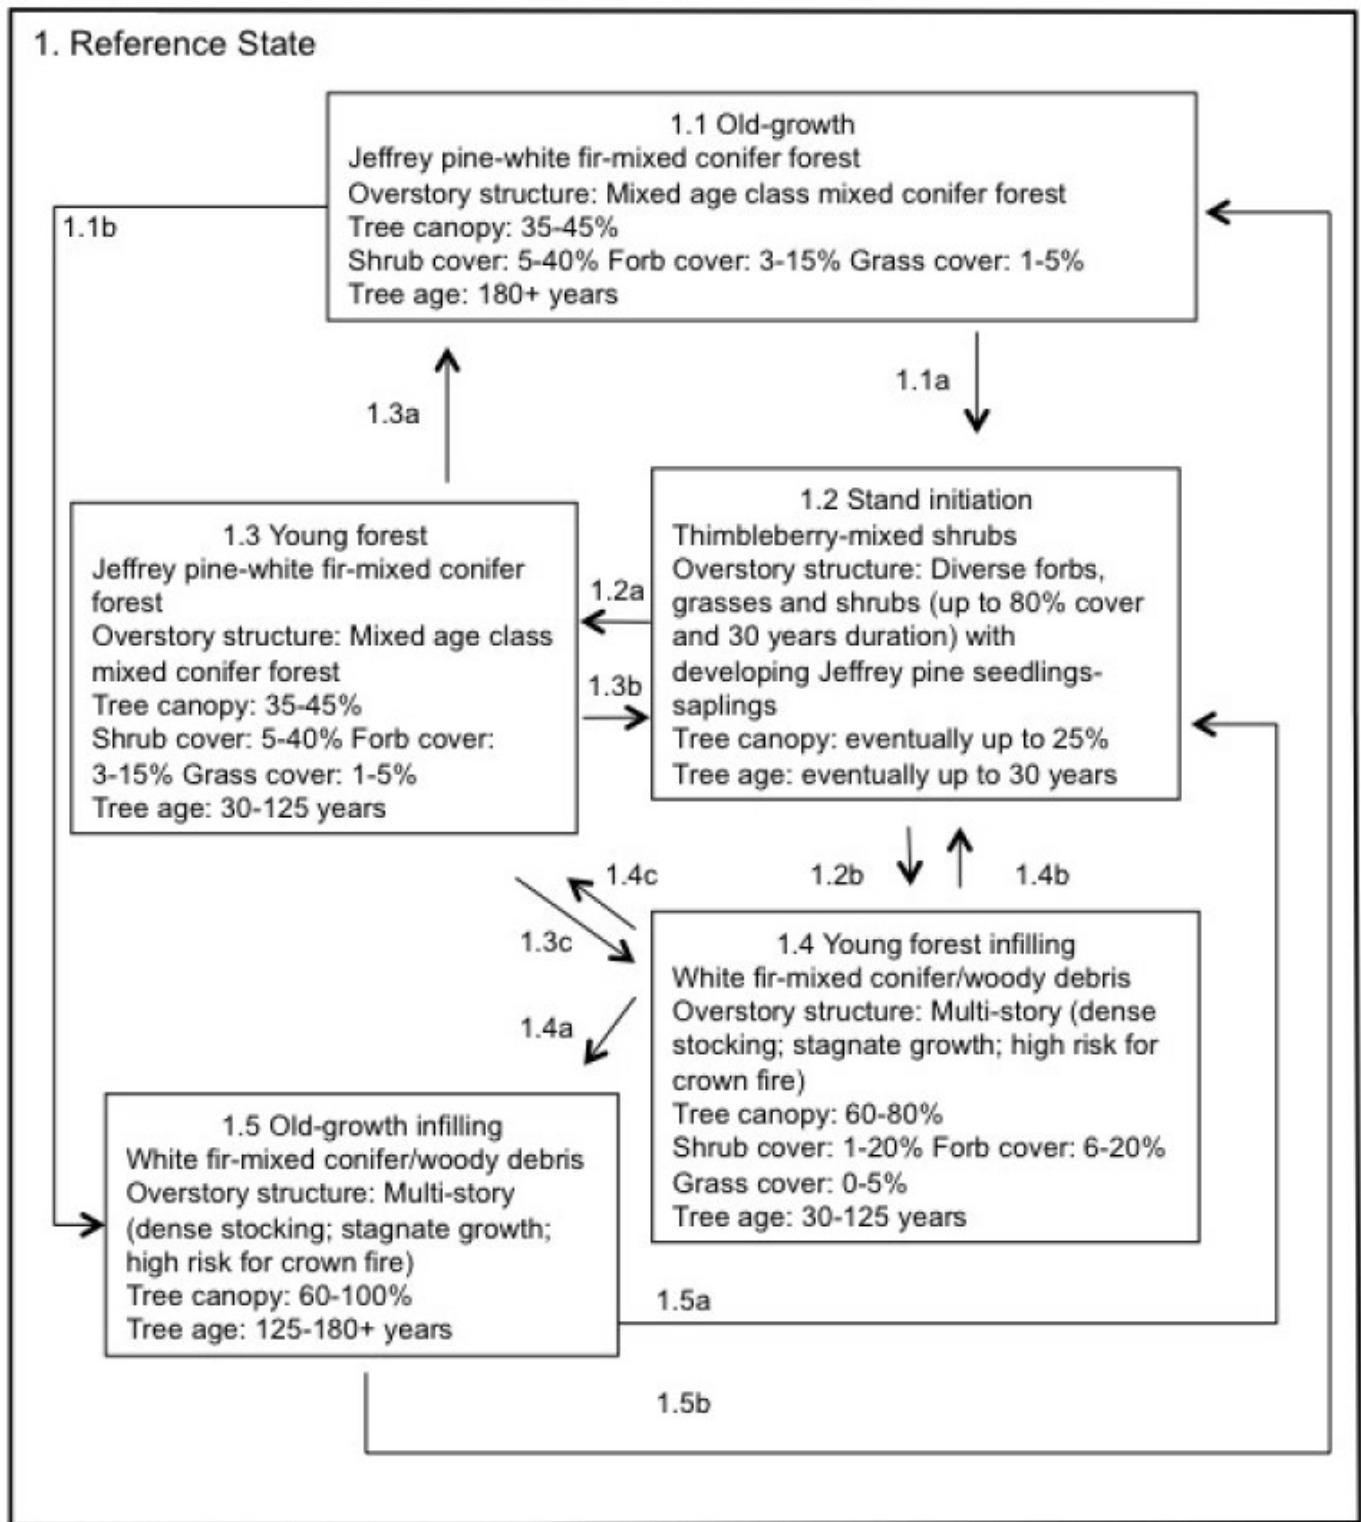 1. Reference State
1.1 Old-growth
Jeffrey pine-white fir-mixed conifer forest
Overstory structure: Mixed age class mixed conifer forest
Tree canopy: 35-45%
Shrub cover: 5-40% Forb cover: 3-15% Grass cover: 1-5%
Tree age: 180+ years
1.1b
1.1a
1.3a
1.3 Young forest
Jeffrey pine-white fir-mixed conifer
forest
Overstory structure: Mixed age class
mixed conifer forest
Tree canopy: 35-45%
Shrub cover: 5-40% Forb cover:
3-15% Grass cover: 1-5%
Tree age: 30-125 years
1.2a
1.3b
1.2 Stand initiation
Thimbleberry-mixed shrubs
Overstory structure: Diverse forbs,
grasses and shrubs (up to 80% cover
and 30 years duration) with
developing Jeffrey pine seedlings-
saplings
Tree canopy: eventually up to 25%
Tree age: eventually up to 30 years
1.4c
1.3c
1.4a
1.2b
1.4b
1.4 Young forest infilling
White fir-mixed conifer/woody debris
Overstory structure: Multi-story (dense
stocking; stagnate growth; high risk for
crown fire)
Tree canopy: 60-80%
Shrub cover: 1-20% Forb cover: 6-20%
Grass cover: 0-5%
Tree age: 30-125 years
1.5 Old-growth infilling
White fir-mixed conifer/woody debris
Overstory structure: Multi-story
(dense stocking; stagnate growth;
high risk for crown fire)
Tree canopy: 60-100%
Tree age: 125-180+ years
1.5a
1.5b